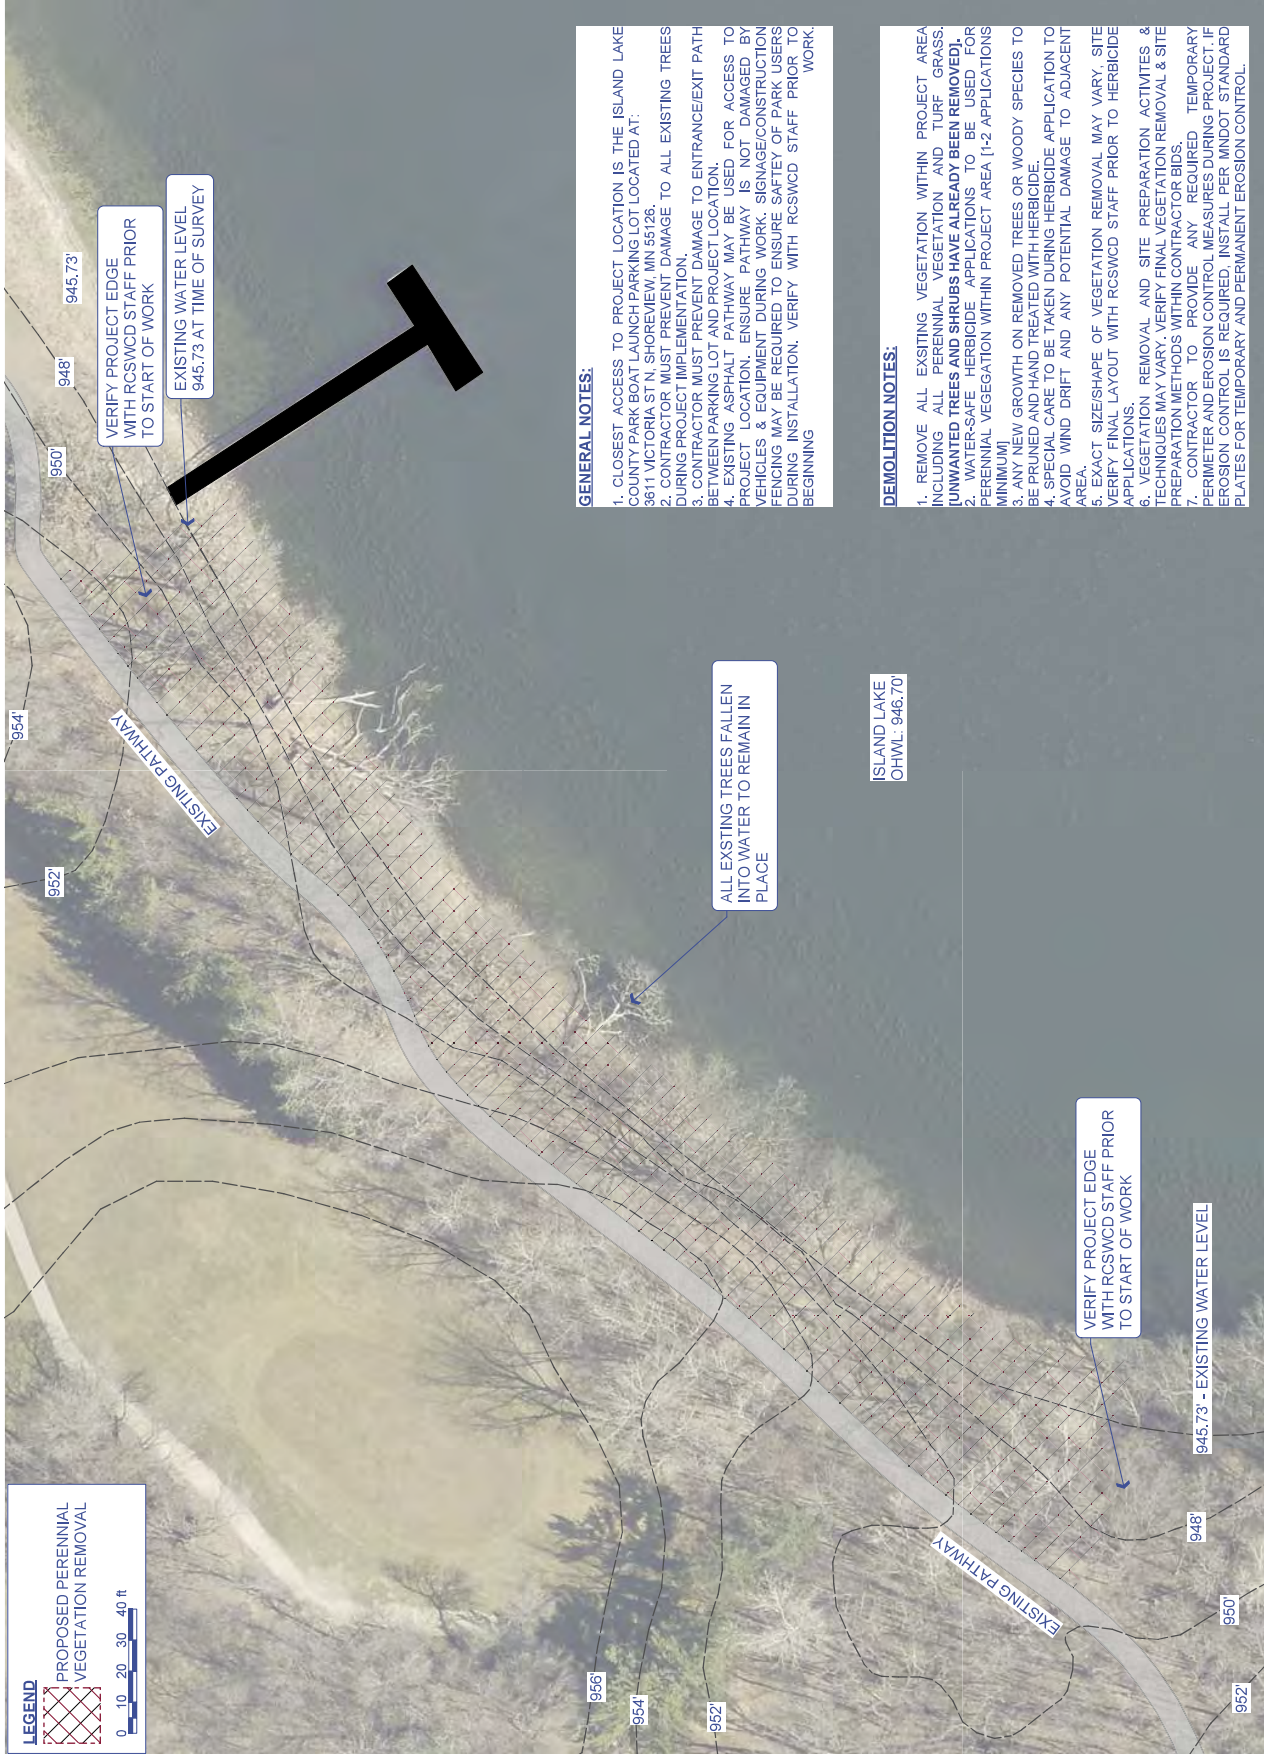 LEGEND
PROPOSED PERENNIAL
VEGETATION REMOVAL
0 10 20 30 40 ft
956'
954'
952'
952'
954'
950'
948'
945.73'
VERIFY PROJECT EDGE
WITH RCSWCD STAFF PRIOR
TO START OF WORK
EXISTING WATER LEVEL
945.73 AT TIME OF SURVEY
EXISTING PATHWAY
ALL EXSTING TREES FALLEN
INTO WATER TO REMAIN IN
PLACE
ISLAND LAKE
OHWL: 946.70'
EXISTING PATHWAY
VERIFY PROJECT EDGE
WITH RCSWCD STAFF PRIOR
TO START OF WORK
945.73' - EXISTING WATER LEVEL
948'
950'
952'
GENERAL NOTES:
1. CLOSEST ACCESS TO PROJECT LOCATION IS THE ISLAND LAKE
COUNTY PARK BOAT LAUNCH PARKING LOT LOCATED AT:
3611 VICTORIA ST N, SHOREVIEW, MN 55126.
2. CONTRACTOR MUST PREVENT DAMAGE TO ALL EXISTING TREES
DURING PROJECT IMPLEMENTATION.
3. CONTRACTOR MUST PREVENT DAMAGE TO ENTRANCE/EXIT PATH
BETWEEN PARKING LOT AND PROJECT LOCATION.
4. EXISTING ASPHALT PATHWAY MAY BE USED FOR ACCESS TO
PROJECT LOCATION. ENSURE PATHWAY IS NOT DAMAGED BY
VEHICLES & EQUIPMENT DURING WORK. SIGNAGE/CONSTRUCTION
FENCING MAY BE REQUIRED TO ENSURE SAFTEY OF PARK USERS
DURING INSTALLATION. VERIFY WITH RCSWCD STAFF PRIOR TO
BEGINNING WORK.
DEMOLITION NOTES:
1. REMOVE ALL EXSITING VEGETATION WITHIN PROJECT AREA
INCLUDING ALL PERENNIAL VEGETATION AND TURF GRASS.
[UNWANTED TREES AND SHRUBS HAVE ALREADY BEEN REMOVED].
2. WATER-SAFE HERBICIDE APPLICATIONS TO BE USED FOR
PERENNIAL VEGEGATION WITHIN PROJECT AREA [1-2 APPLICATIONS
MINIMUM]
3. ANY NEW GROWTH ON REMOVED TREES OR WOODY SPECIES TO
BE PRUNED AND HAND TREATED WITH HERBICIDE.
4. SPECIAL CARE TO BE TAKEN DURING HERBICIDE APPLICATION TO
AVOID WIND DRIFT AND ANY POTENTIAL DAMAGE TO ADJACENT
AREA.
5. EXACT SIZE/SHAPE OF VEGETATION REMOVAL MAY VARY, SITE
VERIFY FINAL LAYOUT WITH RCSWCD STAFF PRIOR TO HERBICIDE
APPLICATIONS.
6. VEGETATION REMOVAL AND SITE PREPARATION ACTIVITES &
TECHNIQUES MAY VARY. VERIFY FINAL VEGETATION REMOVAL & SITE
PREPARATION METHODS WITHIN CONTRACTOR BIDS.
7. CONTRACTOR TO PROVIDE ANY REQUIRED TEMPORARY
PERIMETER AND EROSION CONTROL MEASURES DURING PROJECT. IF
EROSION CONTROL IS REQUIRED, INSTALL PER MNDOT STANDARD
PLATES FOR TEMPORARY AND PERMANENT EROSION CONTROL.